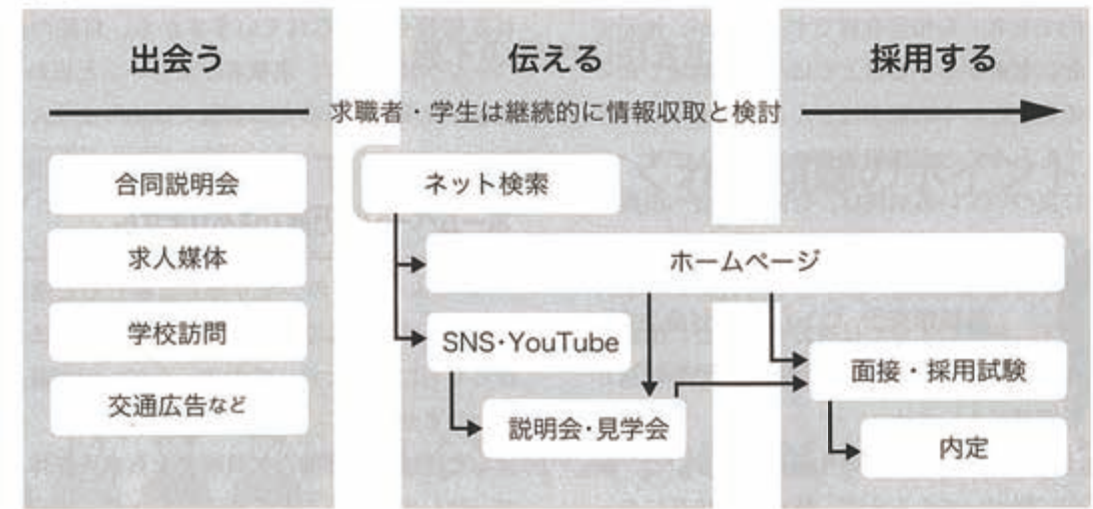 出会う
伝える
採用する
求職者・学生は継続的に情報収取と検討
合同説明会
求人媒体
学校訪問
交通広告など
ネット検索
ホームページ
SNS・YouTube
説明会・見学会
面接・採用試験
内定